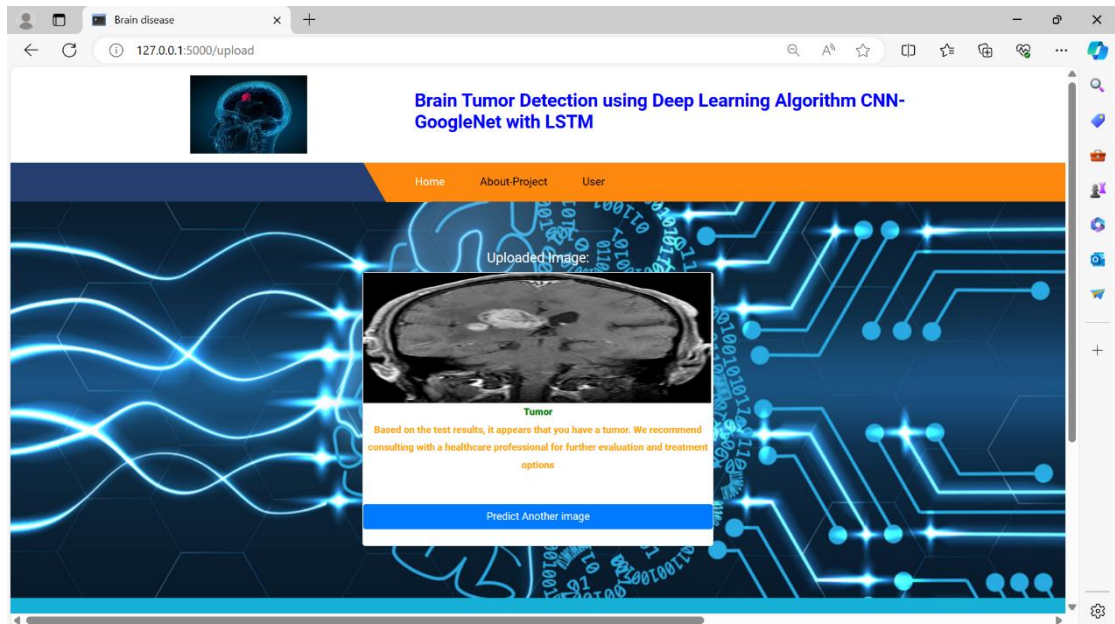 Brain disease
127.0.0.1:5000/upload
Brain Tumor Detection using Deep Learning Algorithm CNN-
GoogleNet with LSTM
Home About-Project User
Uploaded Image:
Tumor
Based on the test results, it appears that you have a tumor. We recommend
consulting with a healthcare professional for further evaluation and treatment
options
Predict Another image